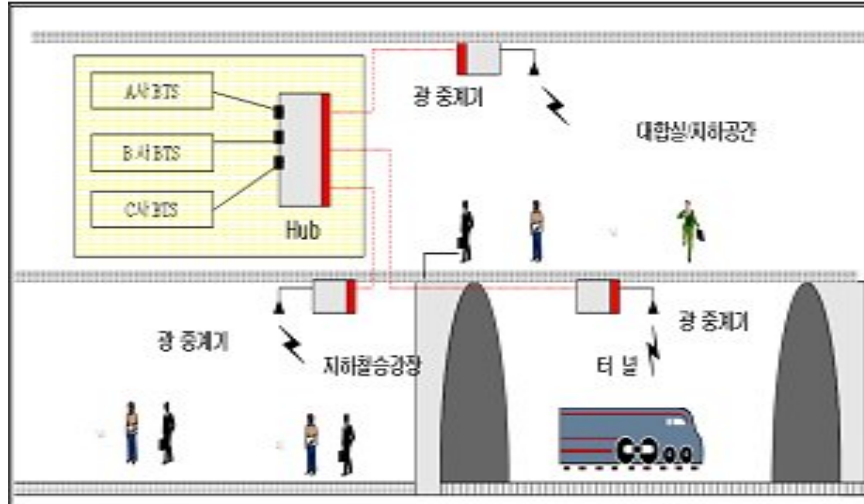 A사 BTS
B사 BTS
C사 BTS
Hub
광 중계기
대합실/지하공간
광 중계기
지하철승강장
터 널
광 중계기